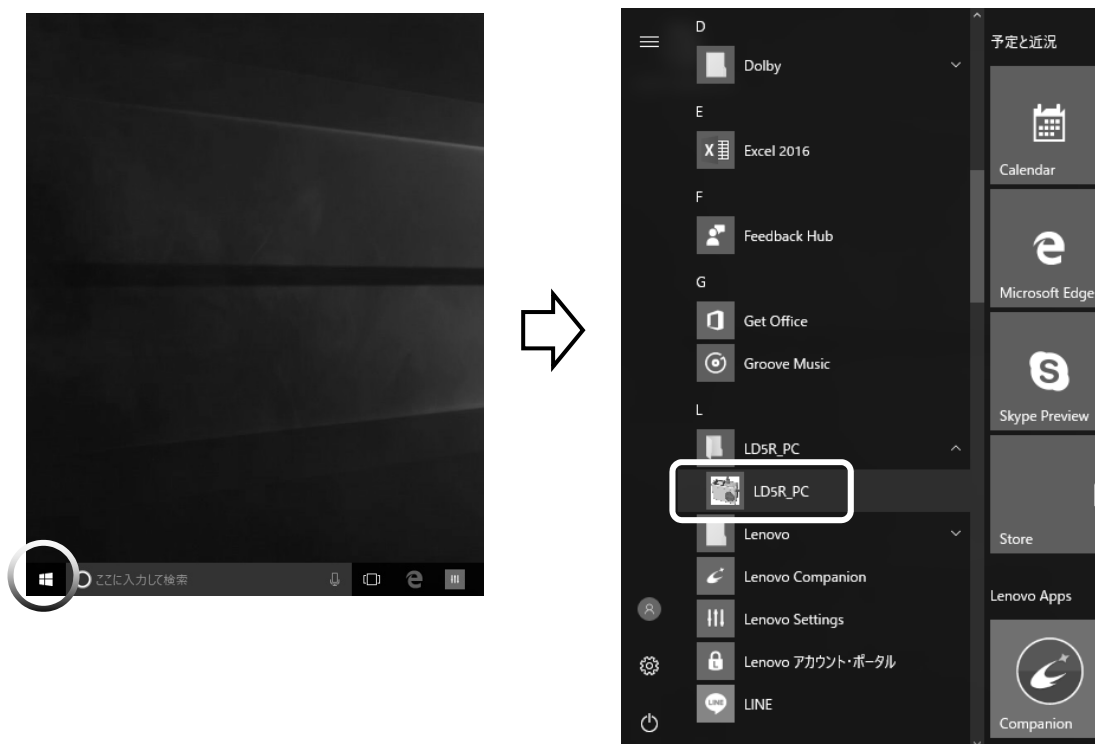 ここに入力して検索
D
Dolby
E
Excel 2016
F
Feedback Hub
G
Get Office
Groove Music
L
LD5R_PC
LD5R_PC
Lenovo
Lenovo Companion
Lenovo Settings
Lenovo アカウント・ポータル
LINE
予定と近況
Calendar
Microsoft Edge
Skype Preview
Store
Lenovo Apps
Companion